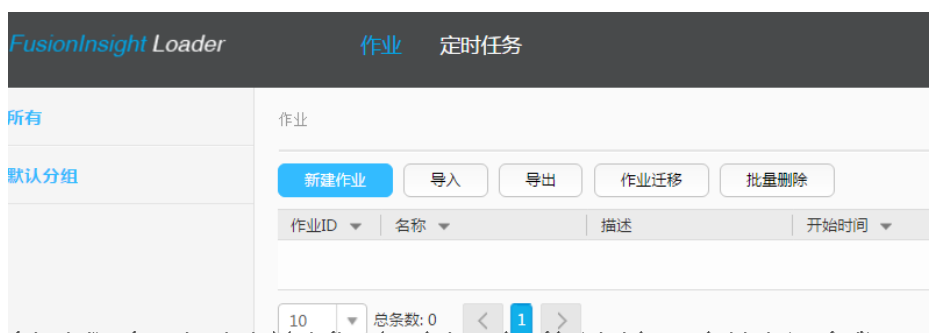 FusionInsight Loader 作业 定时任务
所有
默认分组
作业
新建作业 导入 导出 作业迁移 批量删除
作业ID 名称 描述 开始时间
10 总条数: 0 1